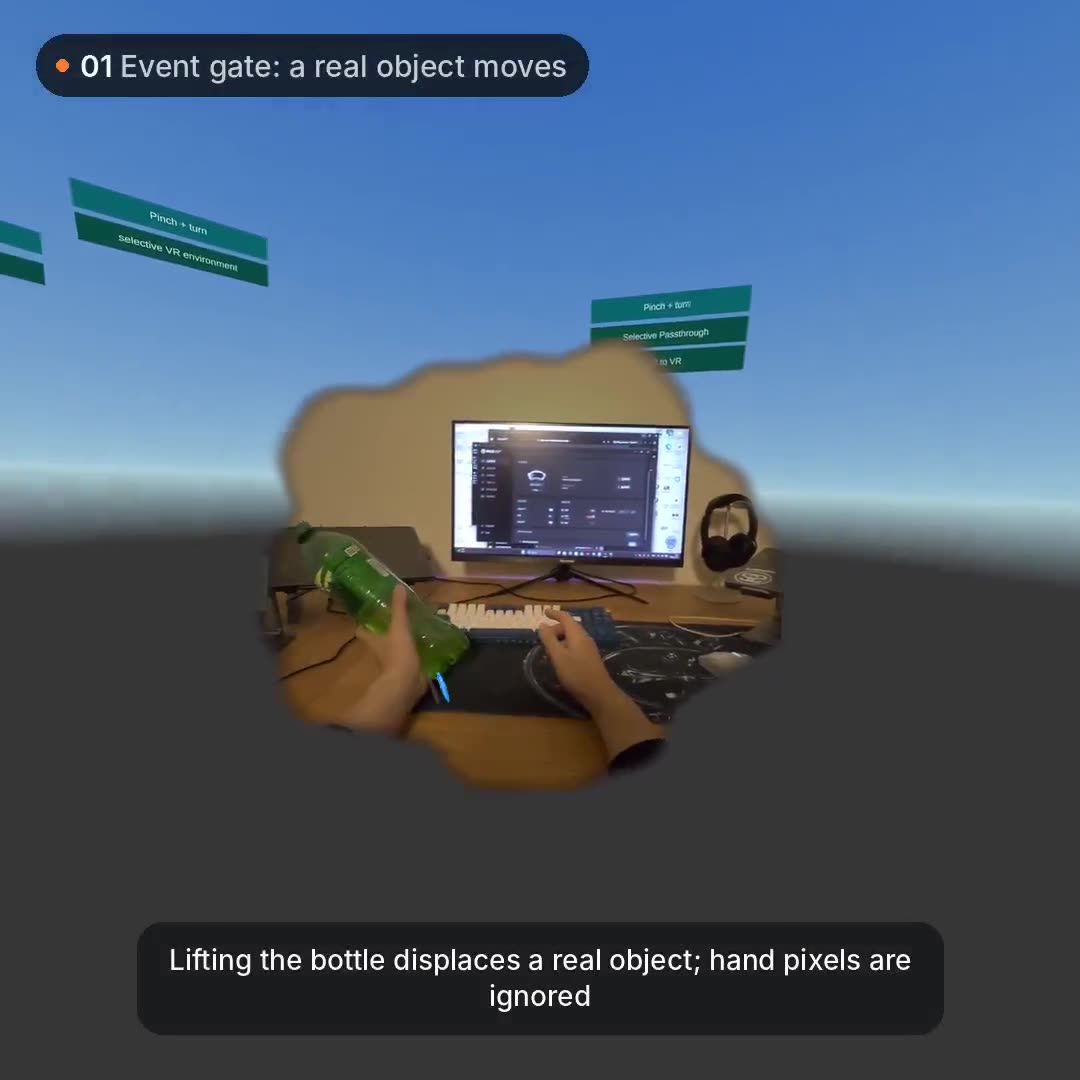 01 Event gate: a real object moves
Pinch + turn
selective VR environment
Pinch + turn
Selective Passthrough
to VR
Lifting the bottle displaces a real object; hand pixels are
ignored